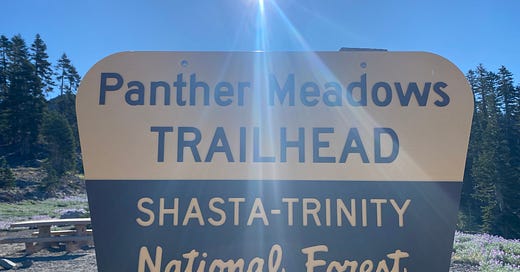 Panther Meadows
TRAILHEAD
SHASTA-TRINITY
National Forest